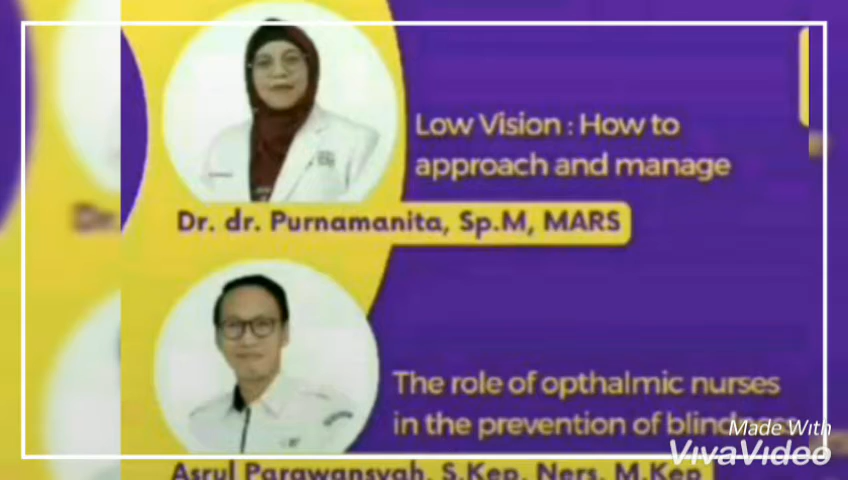 Low Vision : How to
approach and manage
Dr. dr. Purnamanita, Sp.M, MARS
The role of opthalmic nurses
in the prevention of blindness
Asrul Parawansyah, S.Kep, Ners, M.Kep
Made With
VivaVideo